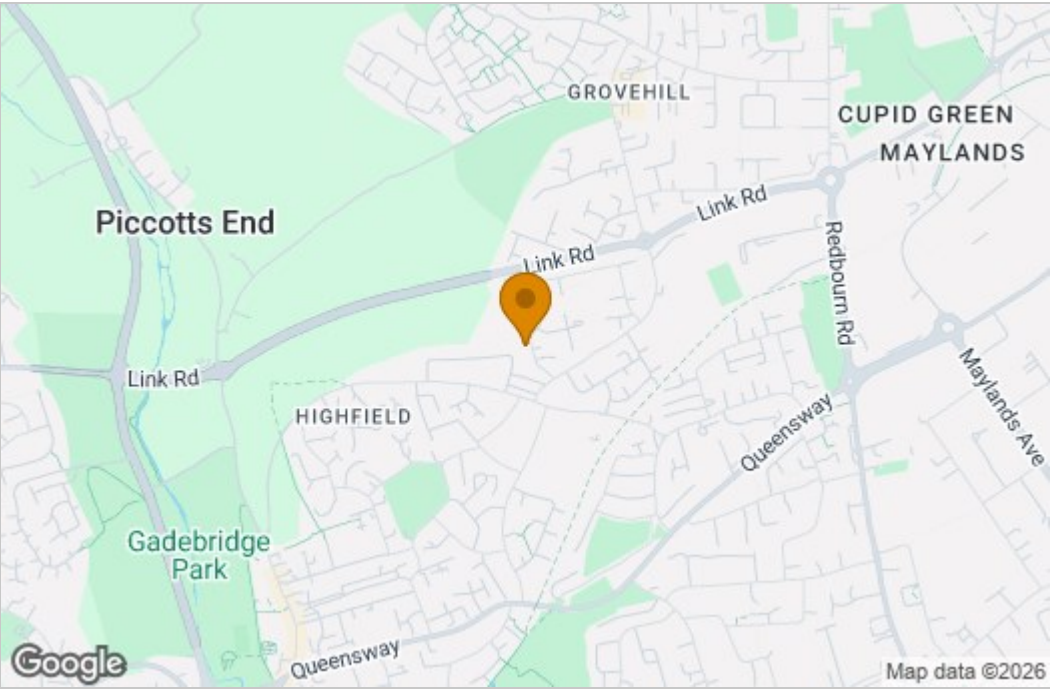 GROVEHILL
CUPID GREEN
MAYLANDS
Link Rd
Piccotts End
Redbourn Rd
Link Rd
Link Rd
Maylands Ave
HIGHFIELD
Queensway
Gadebridge
Park
Queensway
Google
Map data ©2026